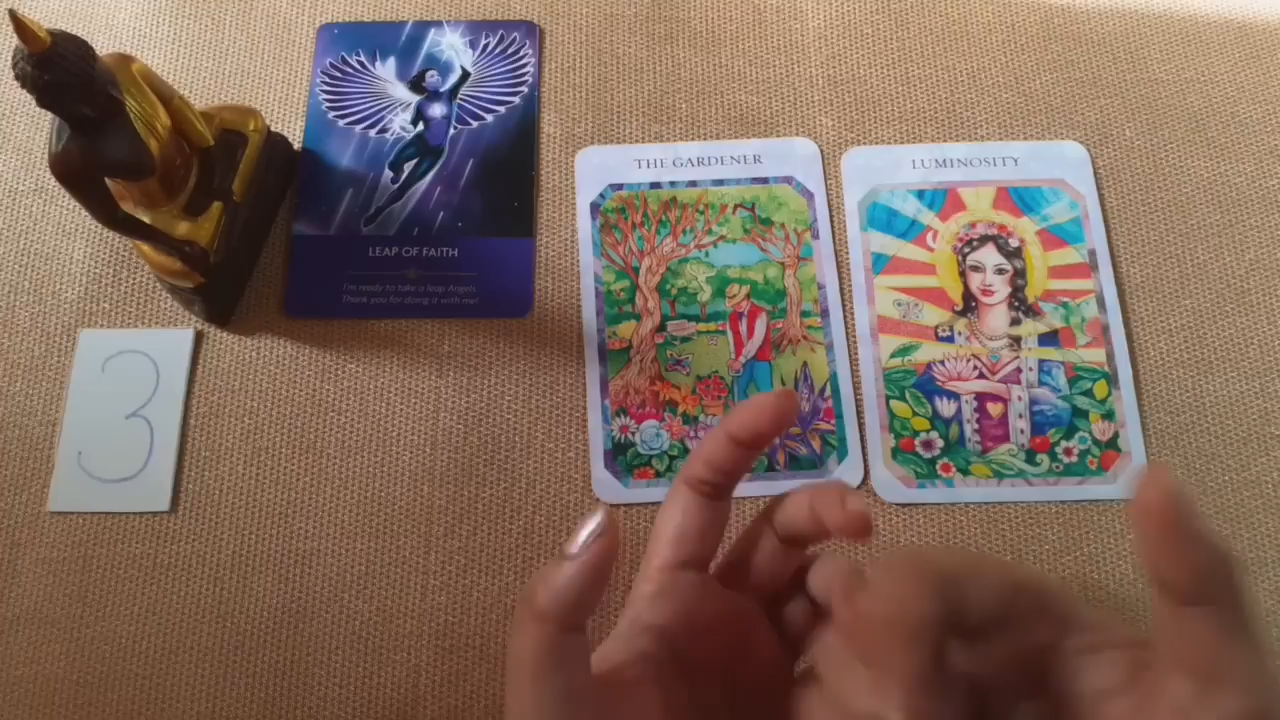 LEAP OF FAITH
I'm ready to take a leap Angels.
Thank you for doing it with me!
THE GARDENER
LUMINOSITY
3